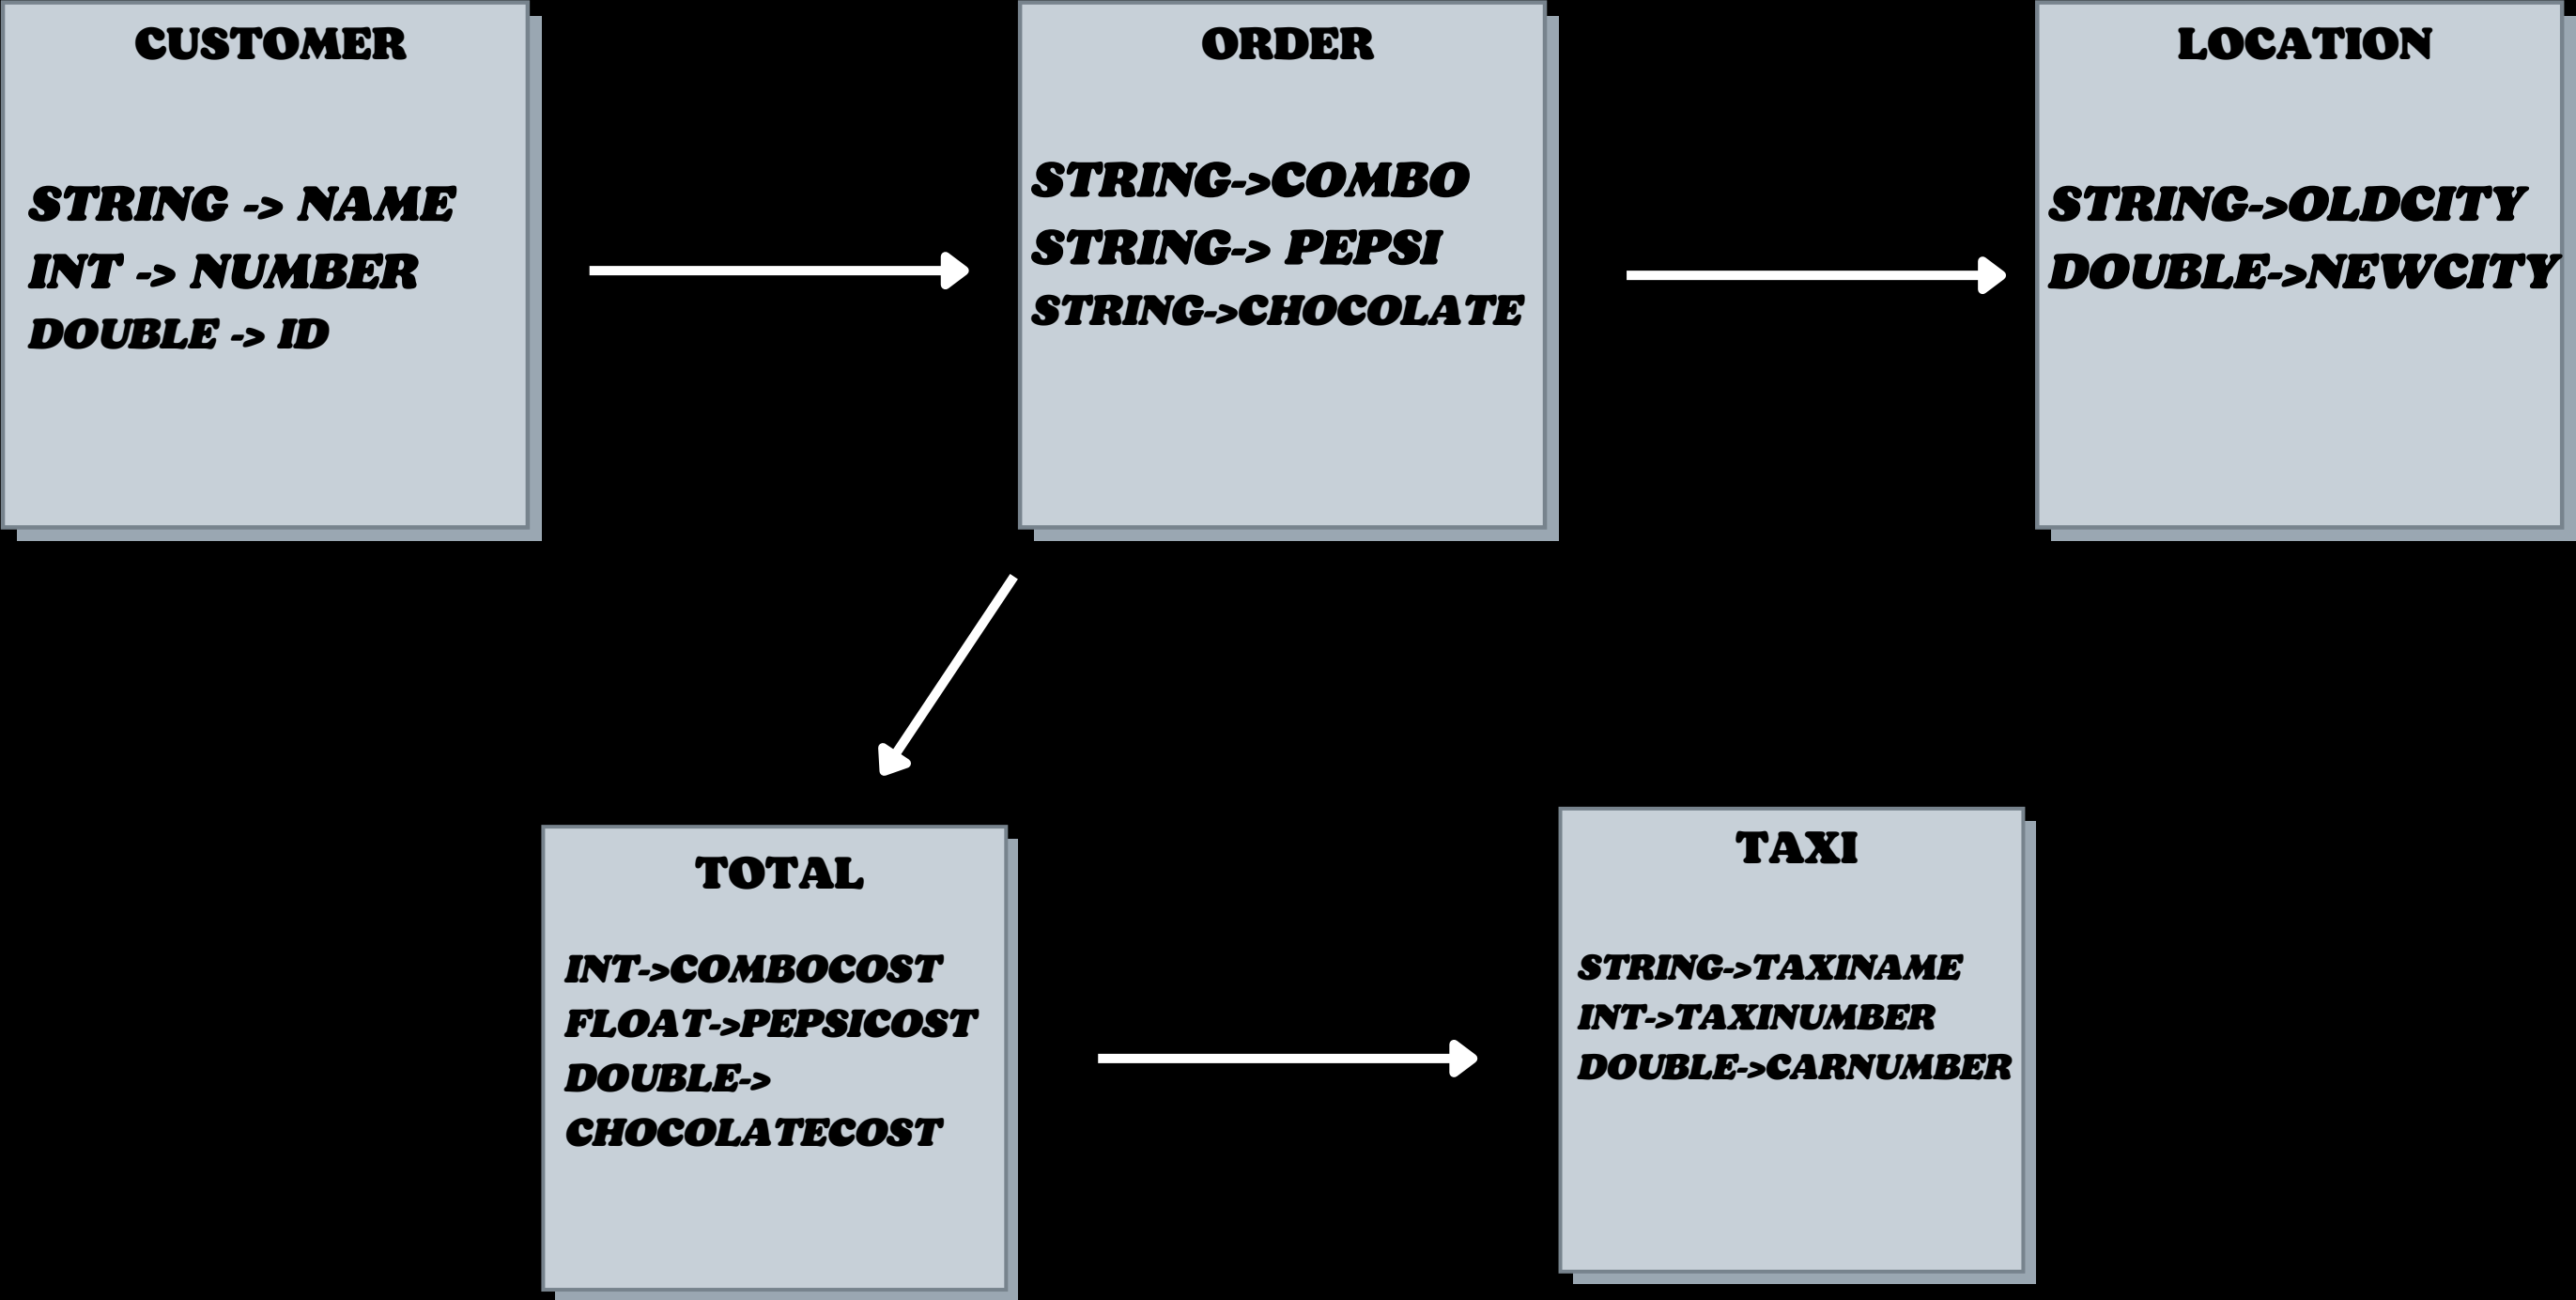 CUSTOMER
STRING -> NAME
INT -> NUMBER
DOUBLE -> ID
ORDER
STRING->COMBO
STRING-> PEPSI
STRING->CHOCOLATE
LOCATION
STRING->OLDCITY
DOUBLE->NEWCITY
TOTAL
INT->COMBOCOST
FLOAT->PEPSICOST
DOUBLE->
CHOCOLATECOST
TAXI
STRING->TAXINAME
INT->TAXINUMBER
DOUBLE->CARNUMBER